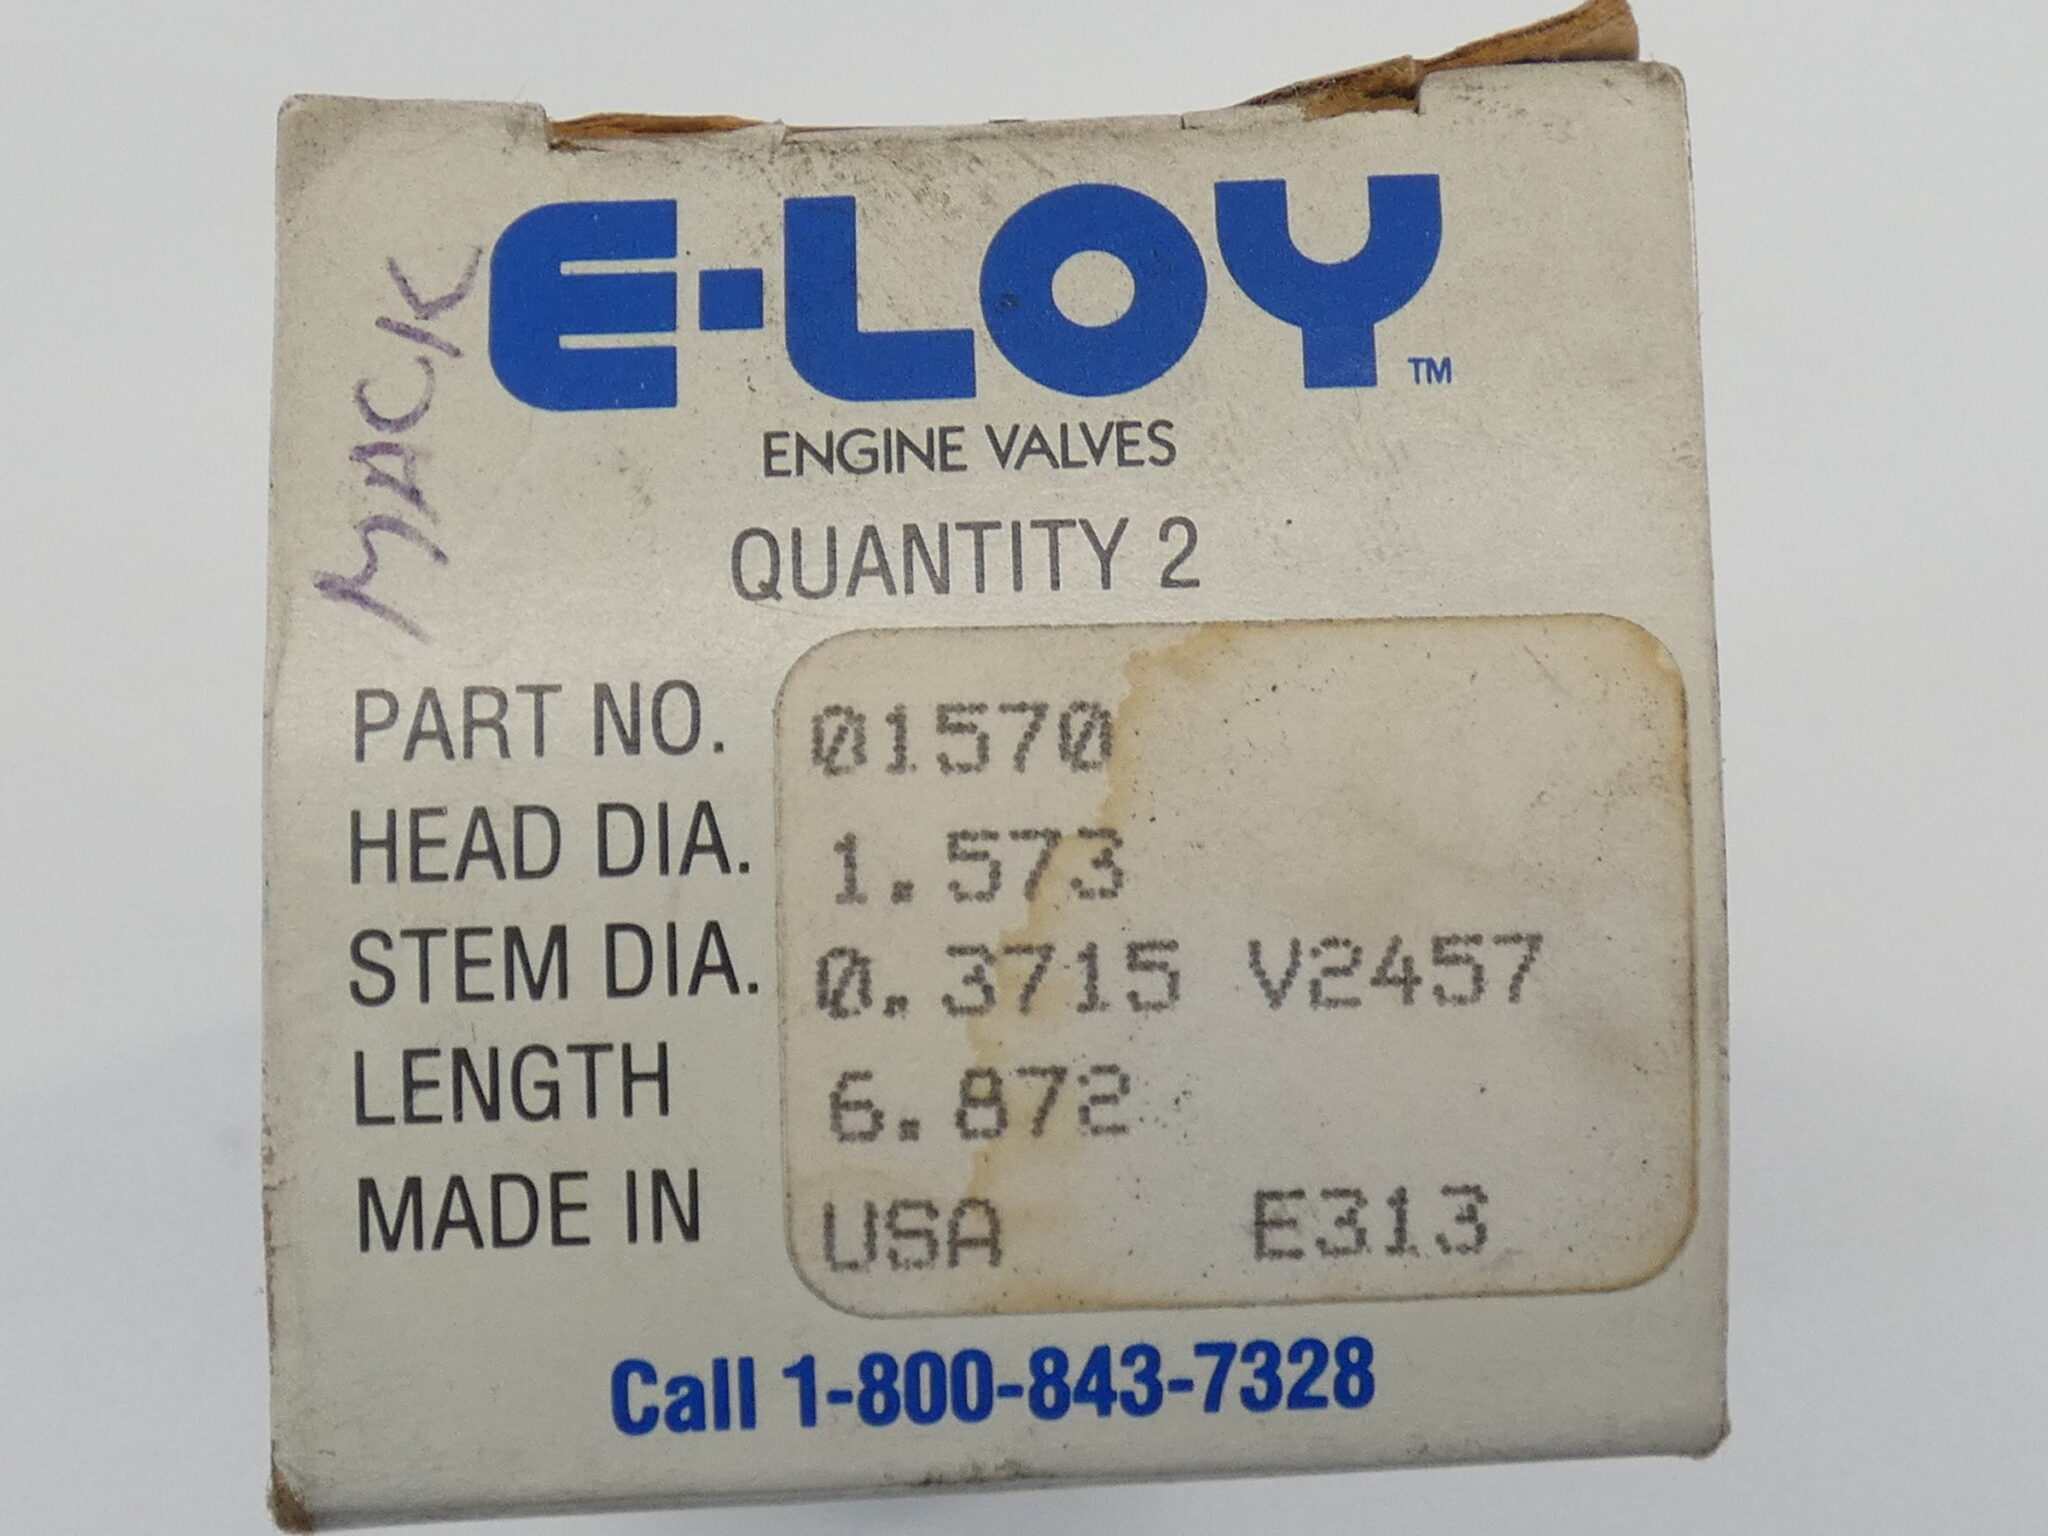 E-LOY™
MACK
ENGINE VALVES
QUANTITY 2
PART NO. 01570
HEAD DIA. 1.573
STEM DIA. 0.3715 V2457
LENGTH 6.872
MADE IN USA E313
Call 1-800-843-7328